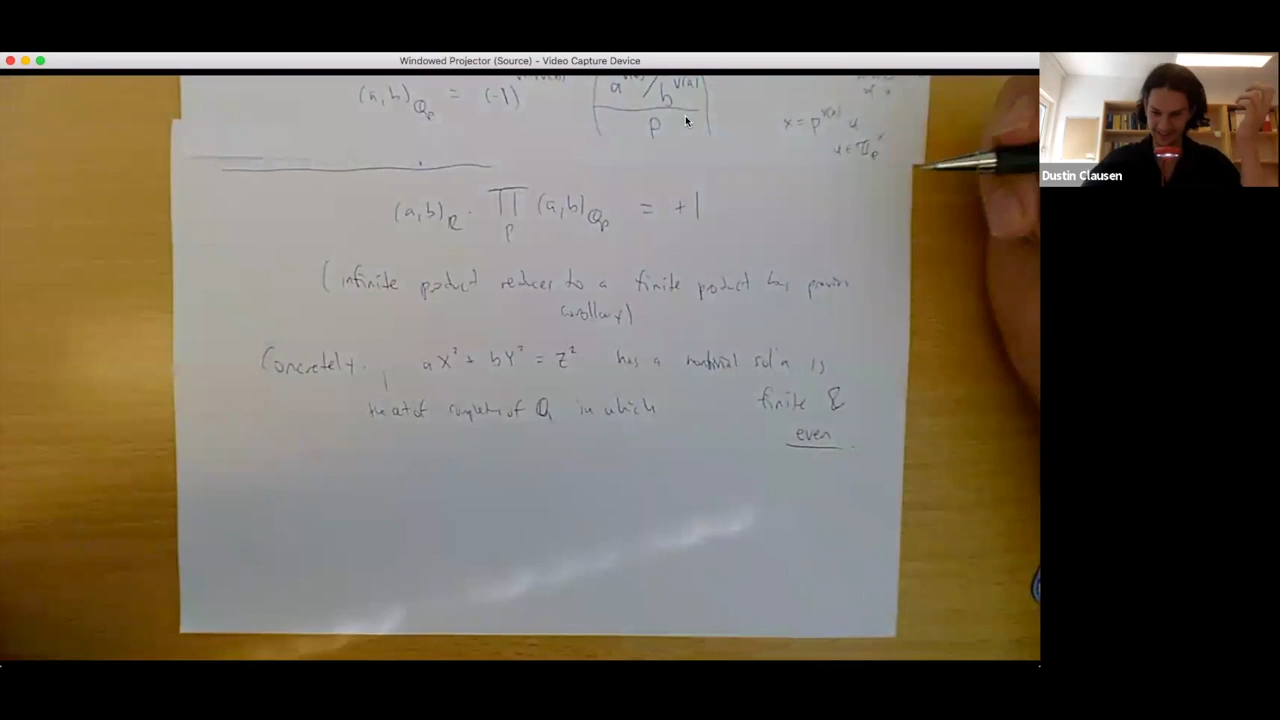 Windowed Projector (Source) - Video Capture Device
(a,b)_{Q_p} = (-1) ( a / b^{v(a)} / p )
x = p^{v(x)} u
u ∈ Z_p^x
Dustin Clausen
(a,b)_R · ∏_p (a,b)_{Q_p} = +1
(infinite product reduces to a finite product by previous
corollary)
Concretely, aX² + bY² = Z² has a nontrivial sol'n is
the set of completions of Q in which finite &
even.